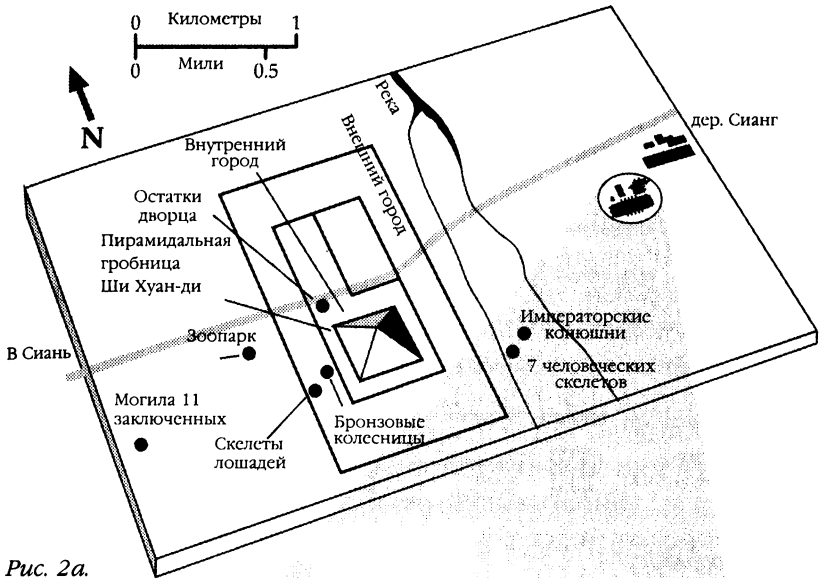 0 Километры 1
0 Мили 0.5
N
Река
дер. Сианг
Внутренний
город
Внешний город
Остатки
дворца
Пирамидальная
гробница
Ши Хуан-ди
Императорские
конюшни
Зоопарк
В Сиань
7 человеческих
скелетов
Могила 11
заключенных
Бронзовые
колесницы
Скелеты
лошадей
Рис. 2а.